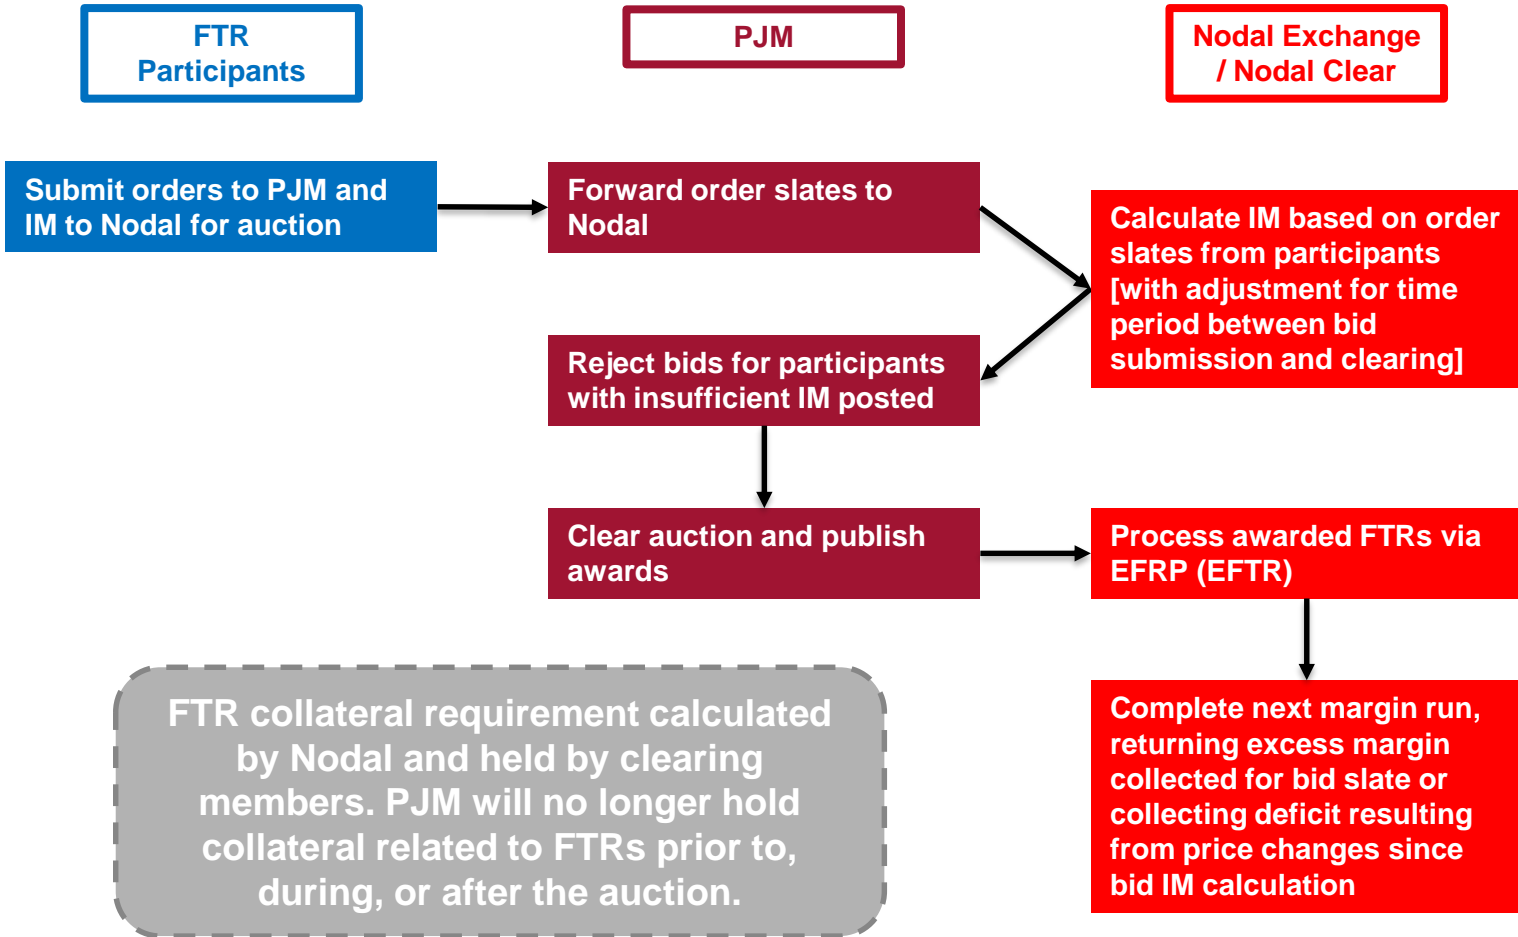 FTR
Participants
PJM
Nodal Exchange
/ Nodal Clear
Submit orders to PJM and
IM to Nodal for auction
Forward order slates to
Nodal
Calculate IM based on order
slates from participants
[with adjustment for time
period between bid
submission and clearing]
Reject bids for participants
with insufficient IM posted
Clear auction and publish
awards
Process awarded FTRs via
EFRP (EFTR)
FTR collateral requirement calculated
by Nodal and held by clearing
members. PJM will no longer hold
collateral related to FTRs prior to,
during, or after the auction.
Complete next margin run,
returning excess margin
collected for bid slate or
collecting deficit resulting
from price changes since
bid IM calculation